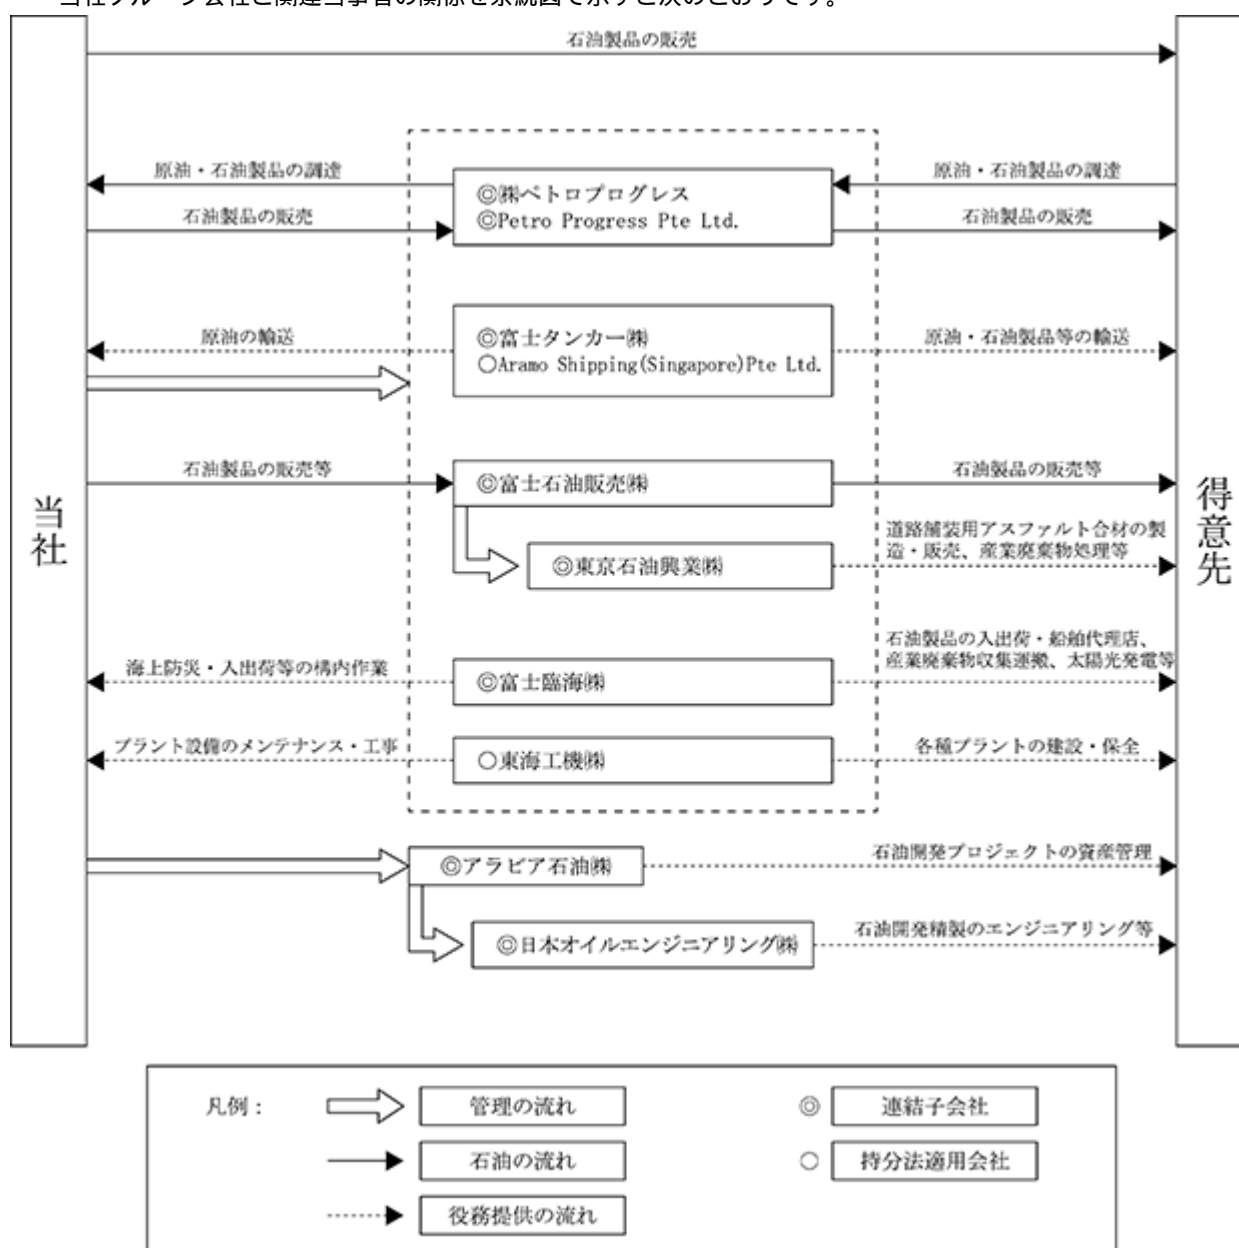 当社グループ会社と関連当事者の関係を系統図で示すと次のとおりです。
石油製品の販売
原油・石油製品の調達
原油・石油製品の調達
◎㈱ペトロプログレス
◎Petro Progress Pte Ltd.
石油製品の販売
石油製品の販売
原油の輸送
◎富士タンカー㈱
○Aramo Shipping(Singapore)Pte Ltd.
原油・石油製品等の輸送
石油製品の販売等
◎富士石油販売㈱
石油製品の販売等
当社
得意先
道路舗装用アスファルト合材の製
造・販売、産業廃棄物処理等
◎東京石油興業㈱
石油製品の入出荷・船舶代理店、
産業廃棄物収集運搬、太陽光発電等
海上防災・入出荷等の構内作業
◎富士臨海㈱
プラント設備のメンテナンス・工事
○東海工機㈱
各種プラントの建設・保全
◎アラビア石油㈱
石油開発プロジェクトの資産管理
◎日本オイルエンジニアリング㈱
石油開発精製のエンジニアリング等
凡例：
管理の流れ
◎ 連結子会社
石油の流れ
○ 持分法適用会社
役務提供の流れ